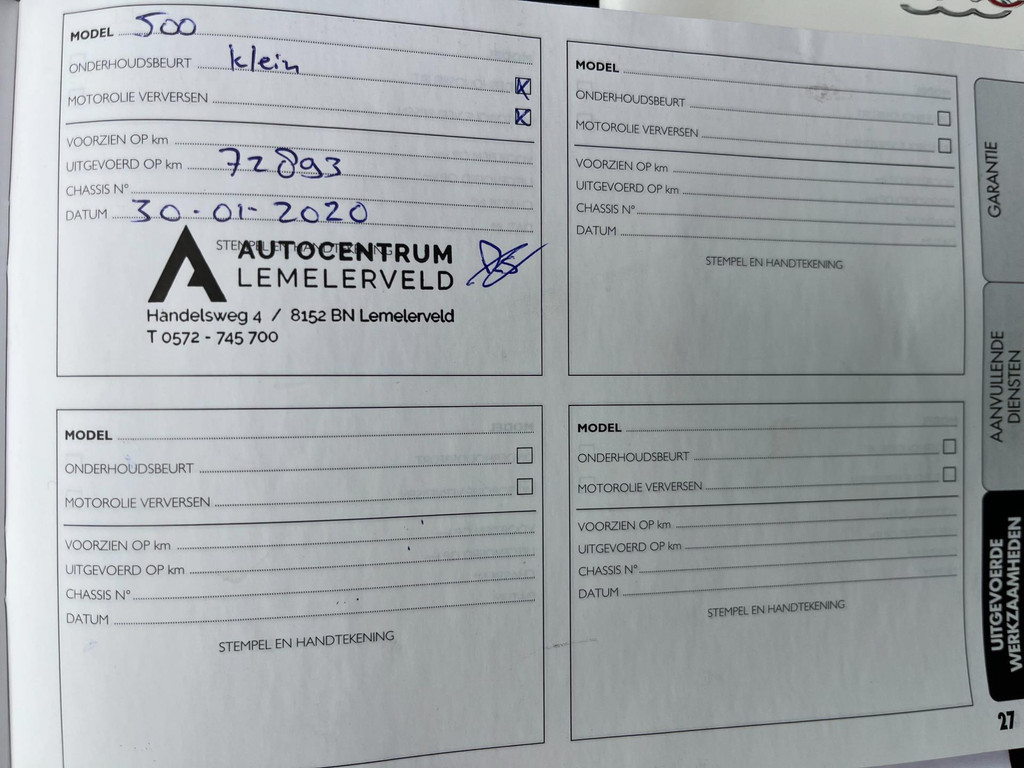 MODEL 500
ONDERHOUDSBEURT klein
MOTOROLIE VERVERSEN
VOORZIEN OP km
UITGEVOERD OP km 72893
CHASSIS N°
DATUM 30-01-2020
STEMPEL EN HANDTEKENING
AUTOCENTRUM
LEMELERVELD
Handelsweg 4 / 8152 BN Lemelerveld
T 0572 - 745 700
MODEL
ONDERHOUDSBEURT
MOTOROLIE VERVERSEN
VOORZIEN OP km
UITGEVOERD OP km
CHASSIS N°
DATUM
STEMPEL EN HANDTEKENING
MODEL
ONDERHOUDSBEURT
MOTOROLIE VERVERSEN
VOORZIEN OP km
UITGEVOERD OP km
CHASSIS N°
DATUM
STEMPEL EN HANDTEKENING
MODEL
ONDERHOUDSBEURT
MOTOROLIE VERVERSEN
VOORZIEN OP km
UITGEVOERD OP km
CHASSIS N°
DATUM
STEMPEL EN HANDTEKENING
GARANTIE
AANVULLENDE
DIENSTEN
UITGEVOERDE
WERKZAAMHEDEN
27